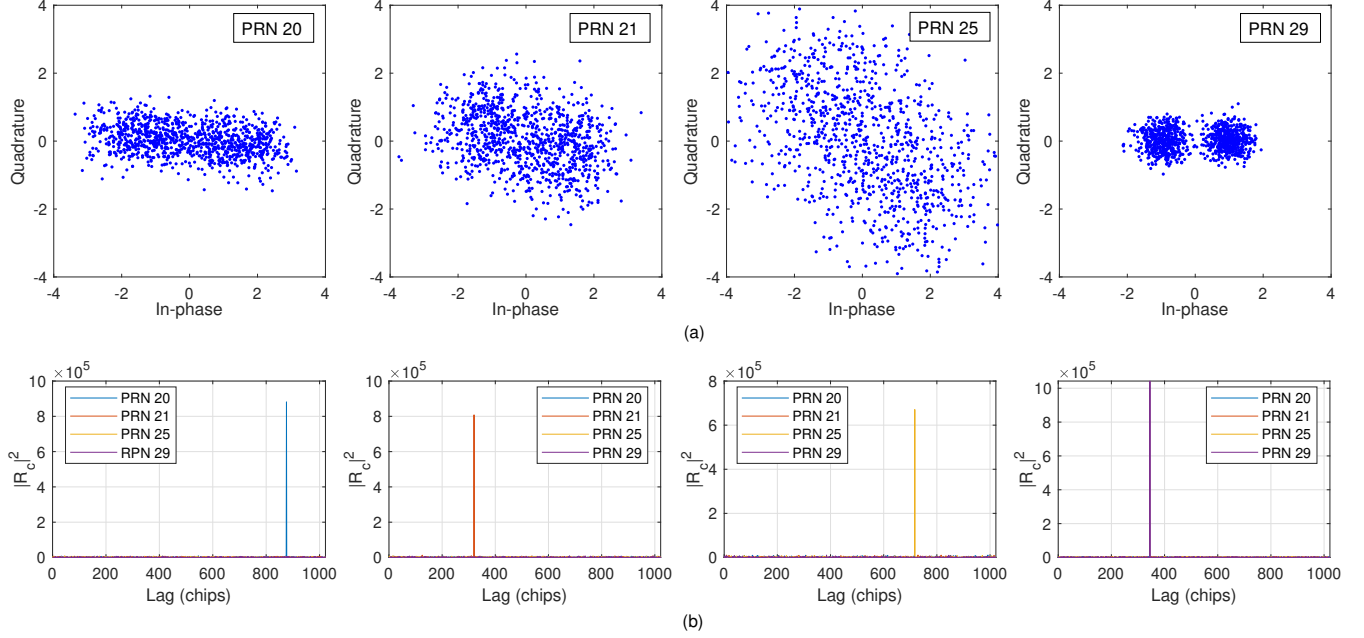 PRN 20
4
2
0
-2
-4
Quadrature
-4 -2 0 2 4
In-phase
PRN 21
4
2
0
-2
-4
Quadrature
-4 -2 0 2 4
In-phase
PRN 25
4
2
0
-2
-4
Quadrature
-4 -2 0 2 4
In-phase
PRN 29
4
2
0
-2
-4
Quadrature
-4 -2 0 2 4
In-phase
(a)
×10^5
10
8
6
4
2
0
|R_c|^2
PRN 20
PRN 21
PRN 25
RPN 29
0 200 400 600 800 1000
Lag (chips)
×10^5
10
8
6
4
2
0
|R_c|^2
PRN 20
PRN 21
PRN 25
PRN 29
0 200 400 600 800 1000
Lag (chips)
×10^5
8
6
4
2
0
|R_c|^2
PRN 20
PRN 21
PRN 25
PRN 29
0 200 400 600 800 1000
Lag (chips)
×10^5
10
8
6
4
2
0
|R_c|^2
PRN 20
PRN 21
PRN 25
PRN 29
0 200 400 600 800 1000
Lag (chips)
(b)